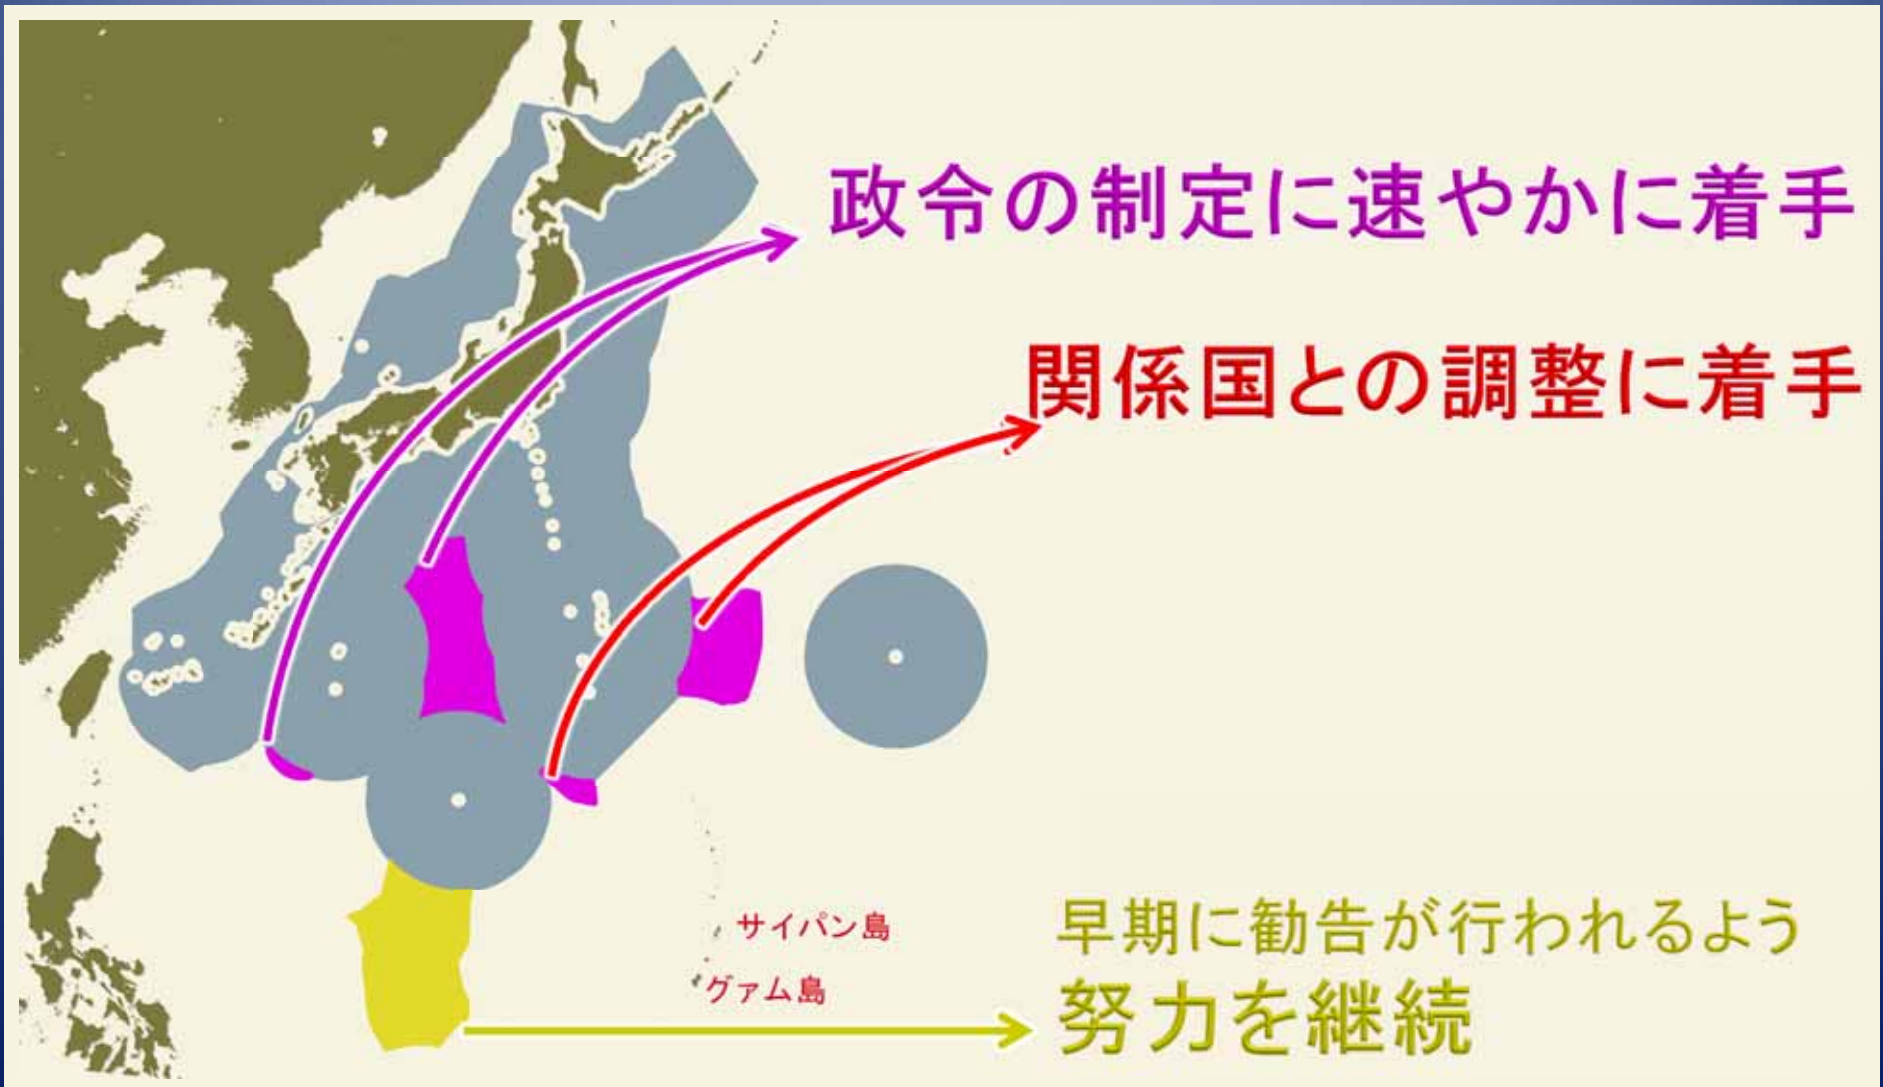 政令の制定に速やかに着手
関係国との調整に着手
サイパン島
グァム島
早期に勧告が行われるよう
努力を継続